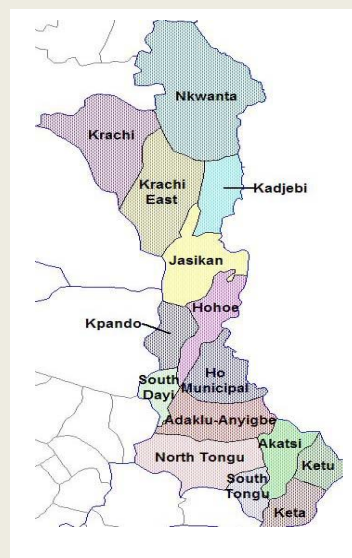 Nkwanta
Krachi
Krachi
East
Kadjebi
Jasikan
Hohoe
Kpando
Ho
Municipal
South
Dayi
Adaklu-Anyigbe
Akatsi
North Tongu
Ketu
South
Tongu
Keta